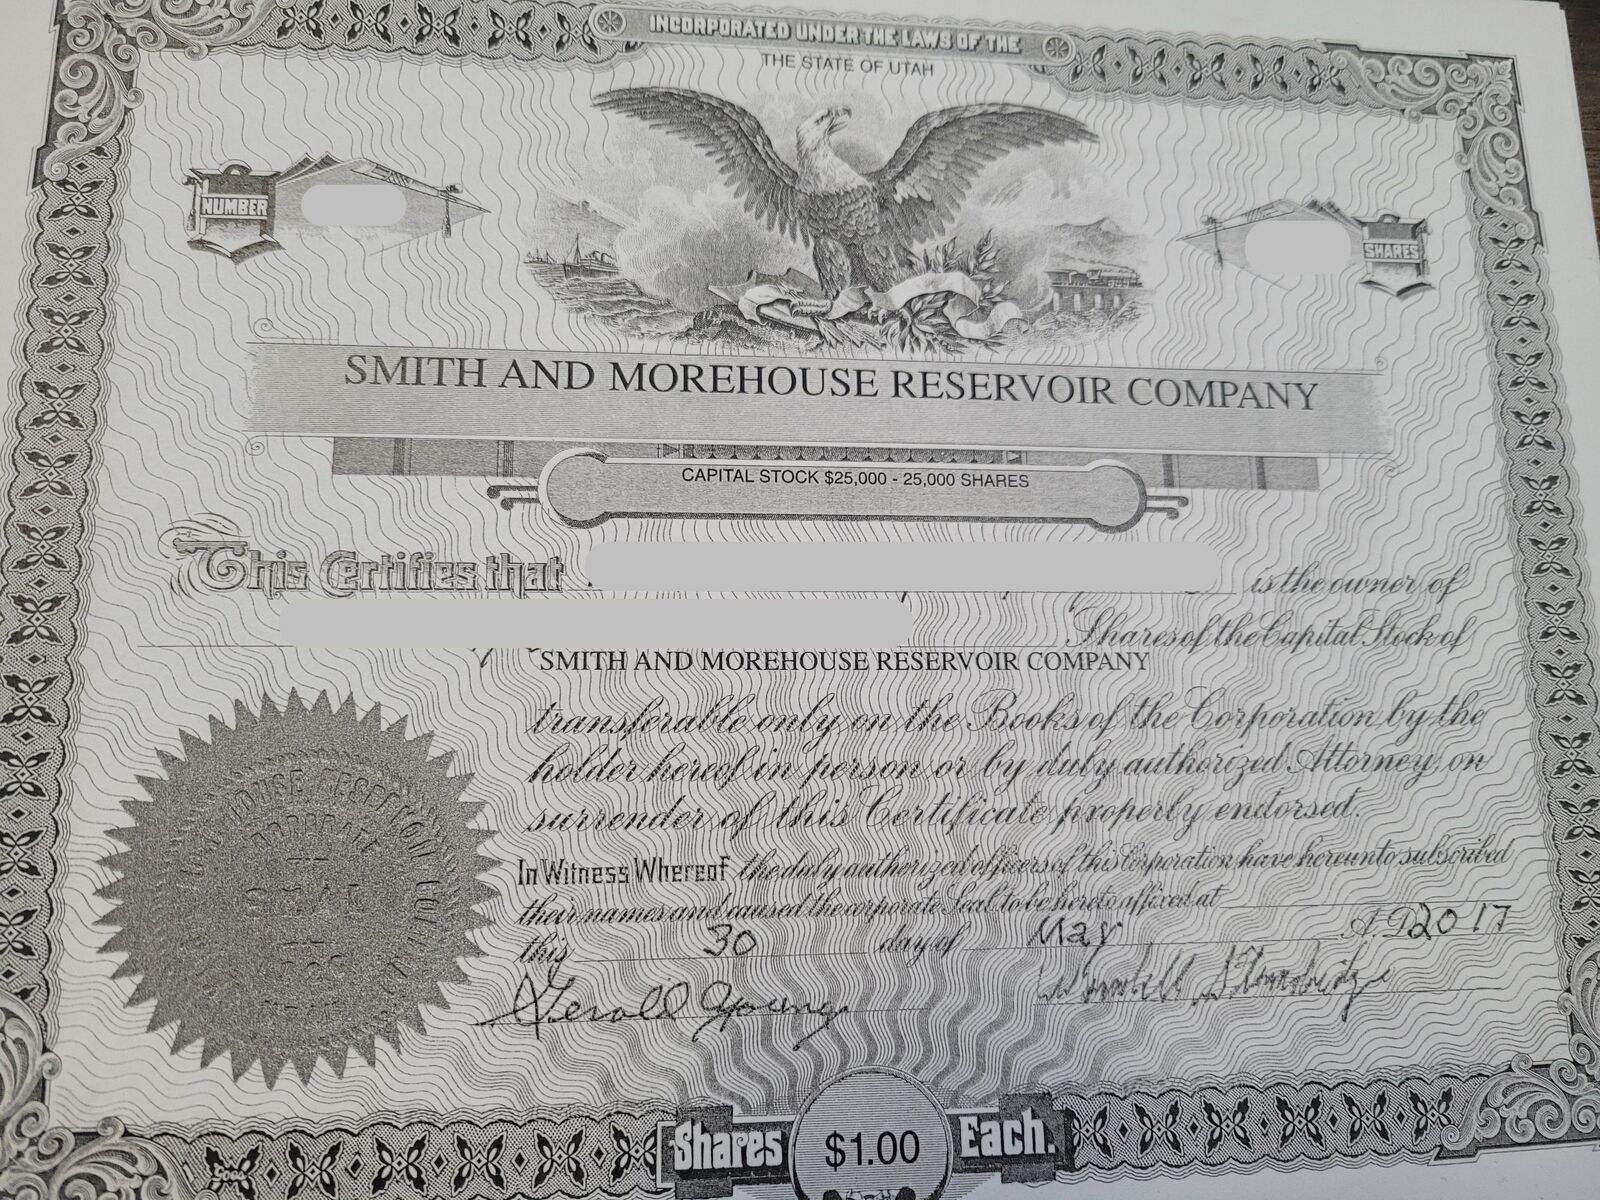 INCORPORATED UNDER THE LAWS OF THE
THE STATE OF UTAH
NUMBER
SHARES
SMITH AND MOREHOUSE RESERVOIR COMPANY
CAPITAL STOCK $25,000 - 25,000 SHARES
This Certifies that is the owner of
Shares of the Capital Stock of
SMITH AND MOREHOUSE RESERVOIR COMPANY
transferable only on the Books of the Corporation by the
holder hereof in person or by duly authorized Attorney, on
surrender of this Certificate properly endorsed.
In Witness Whereof the duly authorized officers of this Corporation have hereunto subscribed
their names and caused the corporate Seal to be hereto affixed at
this 30 day of May A.D. 2017
Gerold Young
Shares $1.00 Each.